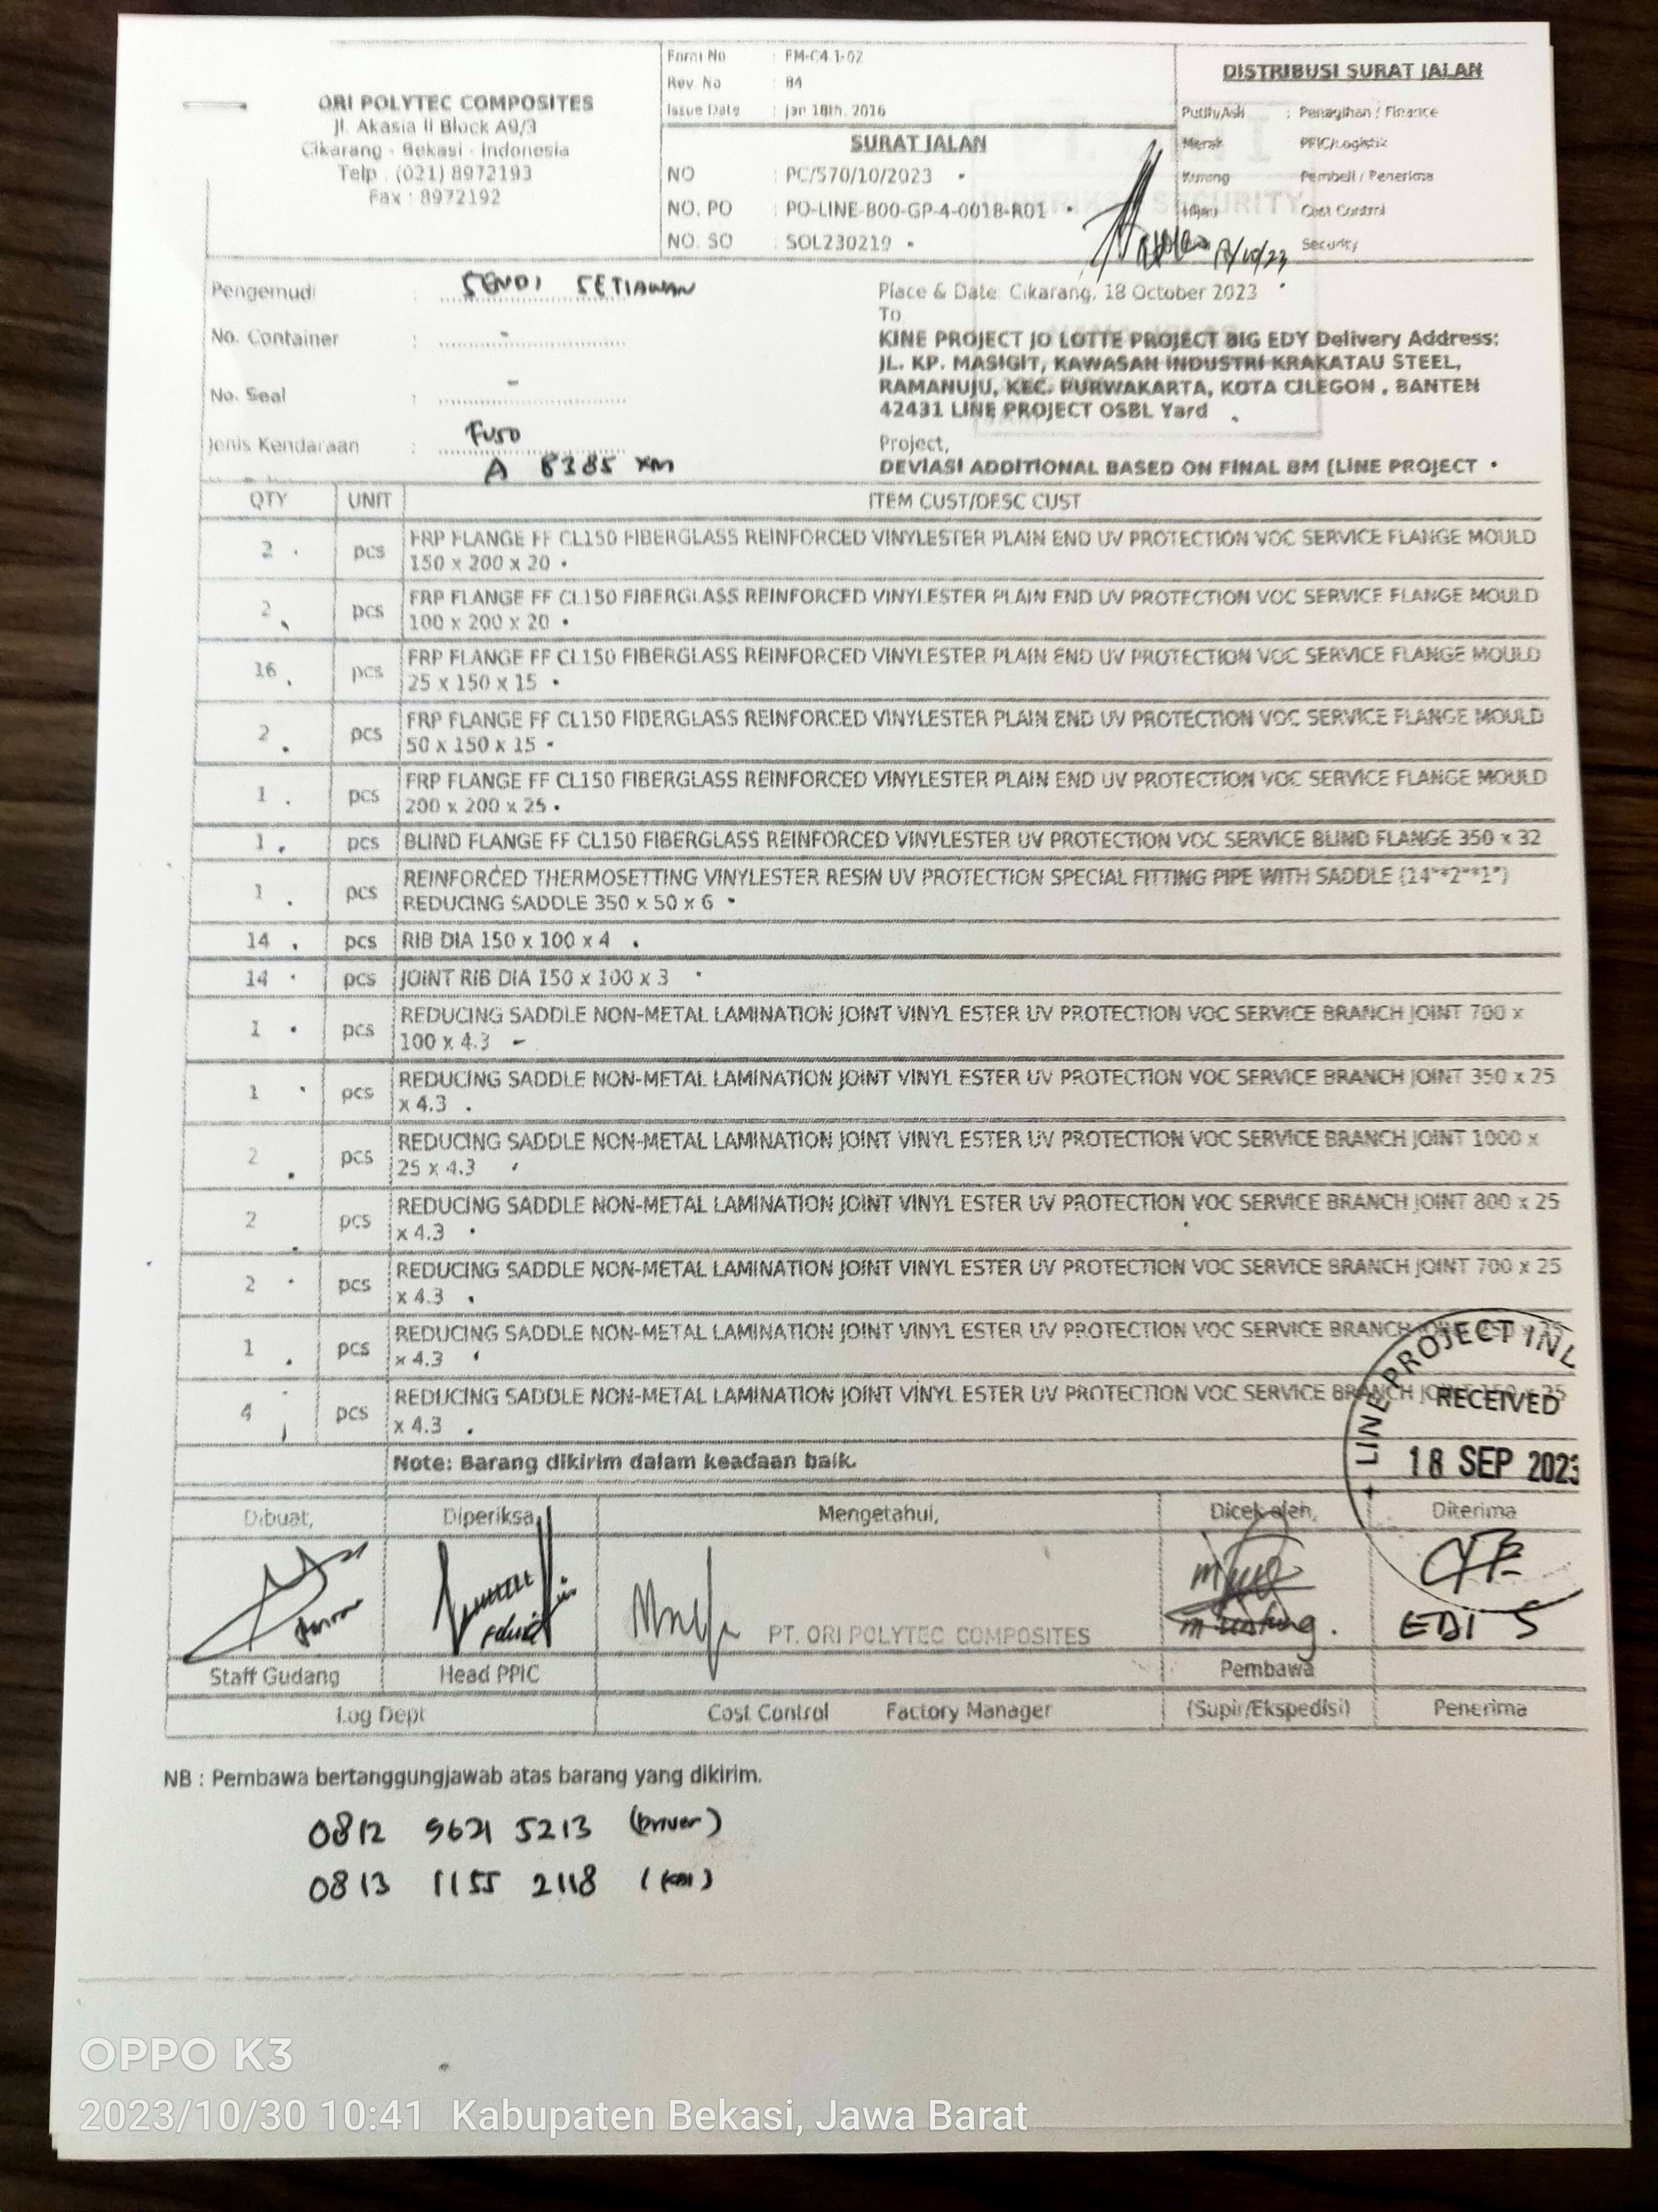 ORI POLYTEC COMPOSITES
Jl. Akasia II Block A9/3
Cikarang - Bekasi - Indonesia
Telp . (021) 8972193
Fax : 8972192
Form No : FM-C4.1-02
Rev. No : 84
Issue Date : Jan 18th, 2016
SURAT JALAN
NO : PC/570/10/2023
NO. PO : PO-LINE-800-GP-4-0018-R01
NO. SO : SOL230219
DISTRIBUSI SURAT JALAN
Putih/Asli : Penagihan / Finance
Merah PPIC/Logistik
Kuning Pembeli / Penerima
Hijau Cost Control
Security
SECURITY
Pengemudi : SENDI SETIAWAN
No. Container : -
No. Seal : -
Jenis Kendaraan : FUSO
A 8385 XM
Place & Date: Cikarang, 18 October 2023
To
KINE PROJECT JO LOTTE PROJECT BIG EDY Delivery Address:
JL. KP. MASIGIT, KAWASAN INDUSTRI KRAKATAU STEEL,
RAMANUJU, KEC. PURWAKARTA, KOTA CILEGON , BANTEN
42431 LINE PROJECT OSBL Yard
Project,
DEVIASI ADDITIONAL BASED ON FINAL BM (LINE PROJECT
QTY UNIT ITEM CUST/DESC CUST
2 pcs FRP FLANGE FF CL150 FIBERGLASS REINFORCED VINYLESTER PLAIN END UV PROTECTION VOC SERVICE FLANGE MOULD
150 x 200 x 20
2 pcs FRP FLANGE FF CL150 FIBERGLASS REINFORCED VINYLESTER PLAIN END UV PROTECTION VOC SERVICE FLANGE MOULD
100 x 200 x 20
16 pcs FRP FLANGE FF CL150 FIBERGLASS REINFORCED VINYLESTER PLAIN END UV PROTECTION VOC SERVICE FLANGE MOULD
25 x 150 x 15
2 pcs FRP FLANGE FF CL150 FIBERGLASS REINFORCED VINYLESTER PLAIN END UV PROTECTION VOC SERVICE FLANGE MOULD
50 x 150 x 15
1 pcs FRP FLANGE FF CL150 FIBERGLASS REINFORCED VINYLESTER PLAIN END UV PROTECTION VOC SERVICE FLANGE MOULD
200 x 200 x 25
1 pcs BLIND FLANGE FF CL150 FIBERGLASS REINFORCED VINYLESTER UV PROTECTION VOC SERVICE BLIND FLANGE 350 x 32
1 pcs REINFORCED THERMOSETTING VINYLESTER RESIN UV PROTECTION SPECIAL FITTING PIPE WITH SADDLE (14"*2"*1")
REDUCING SADDLE 350 x 50 x 6
14 pcs RIB DIA 150 x 100 x 4
14 pcs JOINT RIB DIA 150 x 100 x 3
1 pcs REDUCING SADDLE NON-METAL LAMINATION JOINT VINYL ESTER UV PROTECTION VOC SERVICE BRANCH JOINT 700 x
100 x 4.3
1 pcs REDUCING SADDLE NON-METAL LAMINATION JOINT VINYL ESTER UV PROTECTION VOC SERVICE BRANCH JOINT 350 x 25
x 4.3
2 pcs REDUCING SADDLE NON-METAL LAMINATION JOINT VINYL ESTER UV PROTECTION VOC SERVICE BRANCH JOINT 1000 x
25 x 4.3
2 pcs REDUCING SADDLE NON-METAL LAMINATION JOINT VINYL ESTER UV PROTECTION VOC SERVICE BRANCH JOINT 800 x 25
x 4.3
2 pcs REDUCING SADDLE NON-METAL LAMINATION JOINT VINYL ESTER UV PROTECTION VOC SERVICE BRANCH JOINT 700 x 25
x 4.3
1 pcs REDUCING SADDLE NON-METAL LAMINATION JOINT VINYL ESTER UV PROTECTION VOC SERVICE BRANCH
x 4.3
4 pcs REDUCING SADDLE NON-METAL LAMINATION JOINT VINYL ESTER UV PROTECTION VOC SERVICE BRANCH
x 4.3
LINE PROJECT
RECEIVED
18 SEP 2023
Note: Barang dikirim dalam keadaan baik.
Dibuat, Diperiksa, Mengetahui, Dicek oleh, Diterima
PT. ORI POLYTEC COMPOSITES
EDI S
Staff Gudang Head PPIC Pembawa
Log Dept Cost Control Factory Manager (Supir/Ekspedisi) Penerima
NB : Pembawa bertanggungjawab atas barang yang dikirim.
0812 9621 5213 (Driver)
0813 1155 2118
OPPO K3
2023/10/30 10:41 Kabupaten Bekasi, Jawa Barat